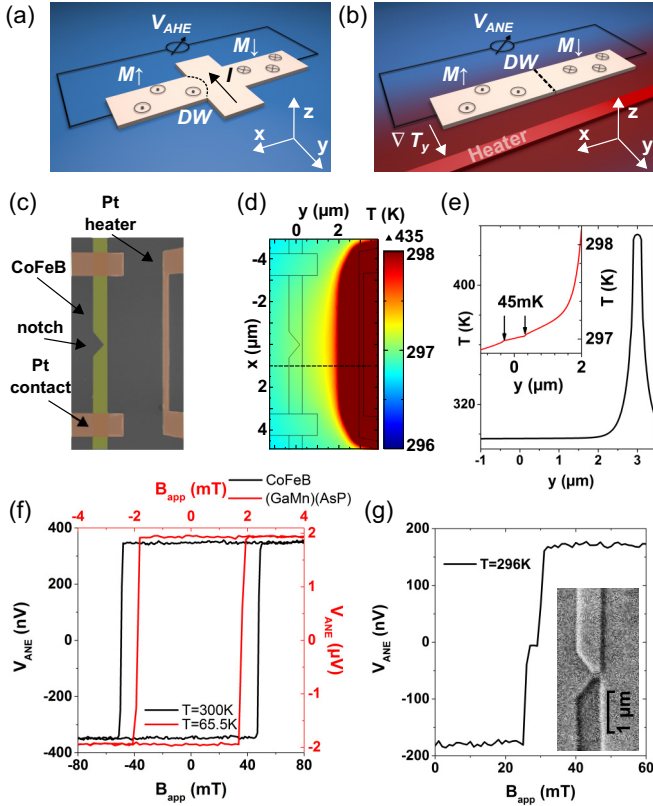 (a)
V_AHE
M↑
M↓
I
DW
z
x
y
(b)
V_ANE
M↑
M↓
DW
∇ T_y
Heater
z
x
y
(c)
Pt
heater
CoFeB
notch
Pt
contact
(d)
y (µm)
T (K)
-2 0 2
▲435
298
-4
-2
0
x (µm)
2
4
297
296
(e)
T (K)
400
320
45mK
298
297
T (K)
0 2
y (µm)
-1 0 1 2 3
y (µm)
CoFeB
(GaMn)(AsP)
(f)
B_app (mT)
-4 -2 0 2 4
400
200
0
-200
-400
V_ANE (nV)
2
1
0
-1
-2
V_ANE (µV)
T=300K
T=65.5K
-80 -40 0 40 80
B_app (mT)
(g)
200
100
0
-100
-200
V_ANE (nV)
T=296K
1 µm
0 20 40 60
B_app (mT)